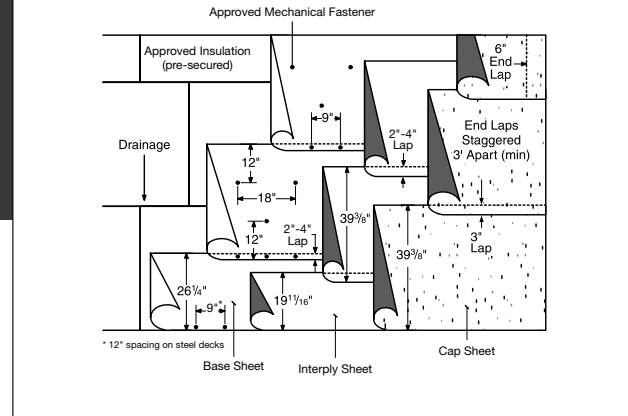 Approved Mechanical Fastener
Approved Insulation
(pre-secured)
6"
End
Lap
9"
2"-4"
Lap
End Laps
Staggered
3' Apart (min)
Drainage
12"
18"
39⅜"
12"
2"-4"
Lap
39⅜"
3"
Lap
26¼"
9"*
19 11/16"
* 12" spacing on steel decks
Base Sheet
Interply Sheet
Cap Sheet